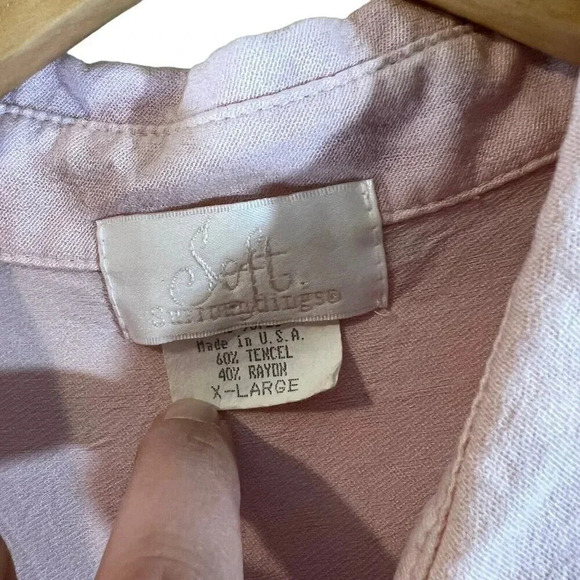 Soft
Surroundings®
Made in U.S.A.
60% TENCEL
40% RAYON
X-LARGE